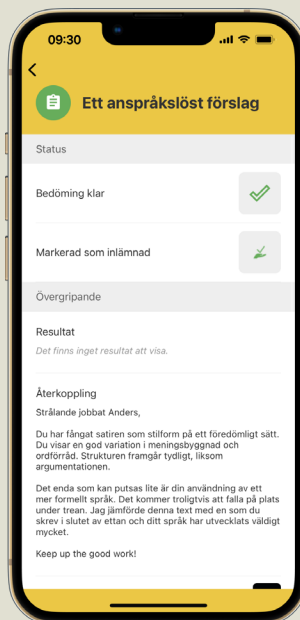 09:30
Ett anspråkslöst förslag
Status
Bedöming klar
Markerad som inlämnad
Övergripande
Resultat
Det finns inget resultat att visa.
Återkoppling
Strålande jobbat Anders,
Du har fångat satiren som stilform på ett föredömligt sätt.
Du visar en god variation i meningsbyggnad och
ordförråd. Strukturen framgår tydligt, liksom
argumentationen.
Det enda som kan putsas lite är din användning av ett
mer formellt språk. Det kommer troligtvis att falla på plats
under trean. Jag jämförde denna text med en som du
skrev i slutet av ettan och ditt språk har utvecklats väldigt
mycket.
Keep up the good work!